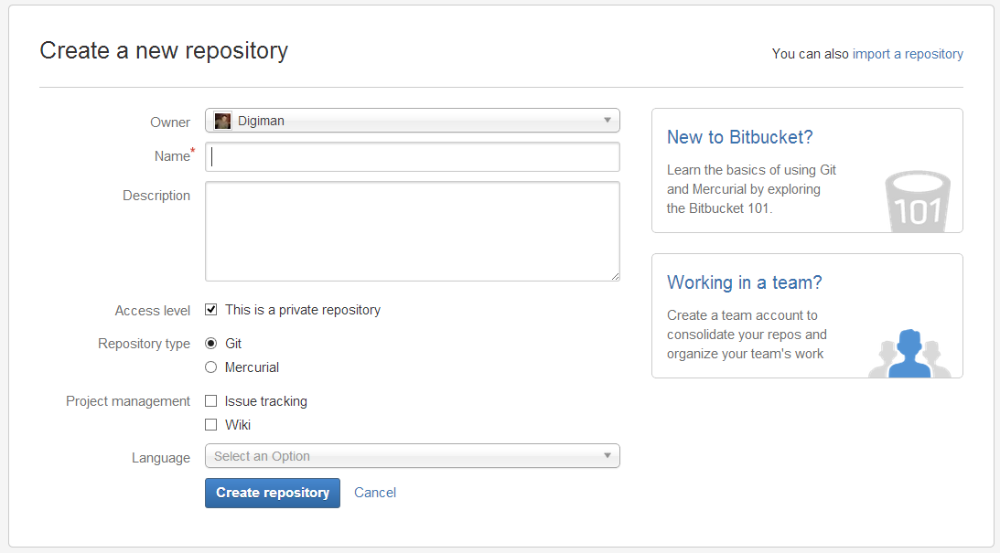 Create a new repository
You can also import a repository
Owner
Digiman
Name*
Description
Access level
This is a private repository
Repository type
Git
Mercurial
Project management
Issue tracking
Wiki
Language
Select an Option
Create repository
Cancel
New to Bitbucket?
Learn the basics of using Git
and Mercurial by exploring
the Bitbucket 101.
101
Working in a team?
Create a team account to
consolidate your repos and
organize your team's work